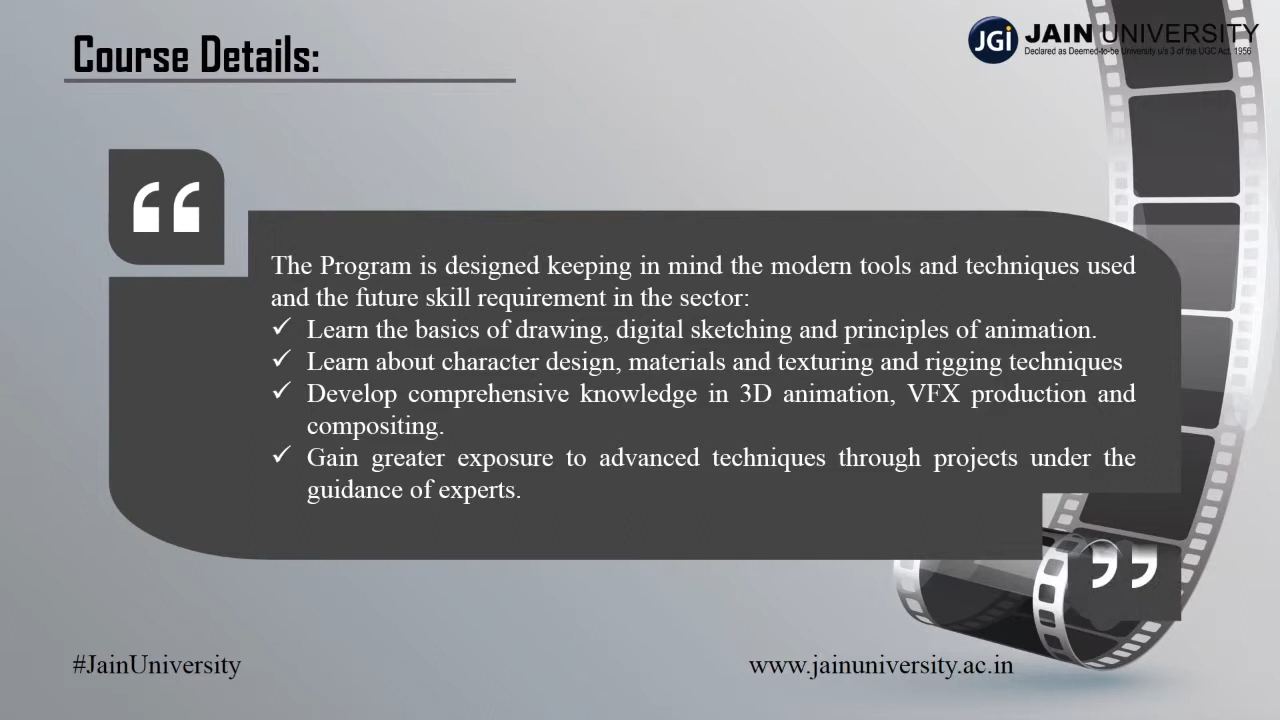 Course Details:
JGi JAIN UNIVERSITY
Declared as Deemed-to-be University u/s 3 of the UGC Act, 1956
The Program is designed keeping in mind the modern tools and techniques used
and the future skill requirement in the sector:
✓ Learn the basics of drawing, digital sketching and principles of animation.
✓ Learn about character design, materials and texturing and rigging techniques
✓ Develop comprehensive knowledge in 3D animation, VFX production and
compositing.
✓ Gain greater exposure to advanced techniques through projects under the
guidance of experts.
#JainUniversity
www.jainuniversity.ac.in